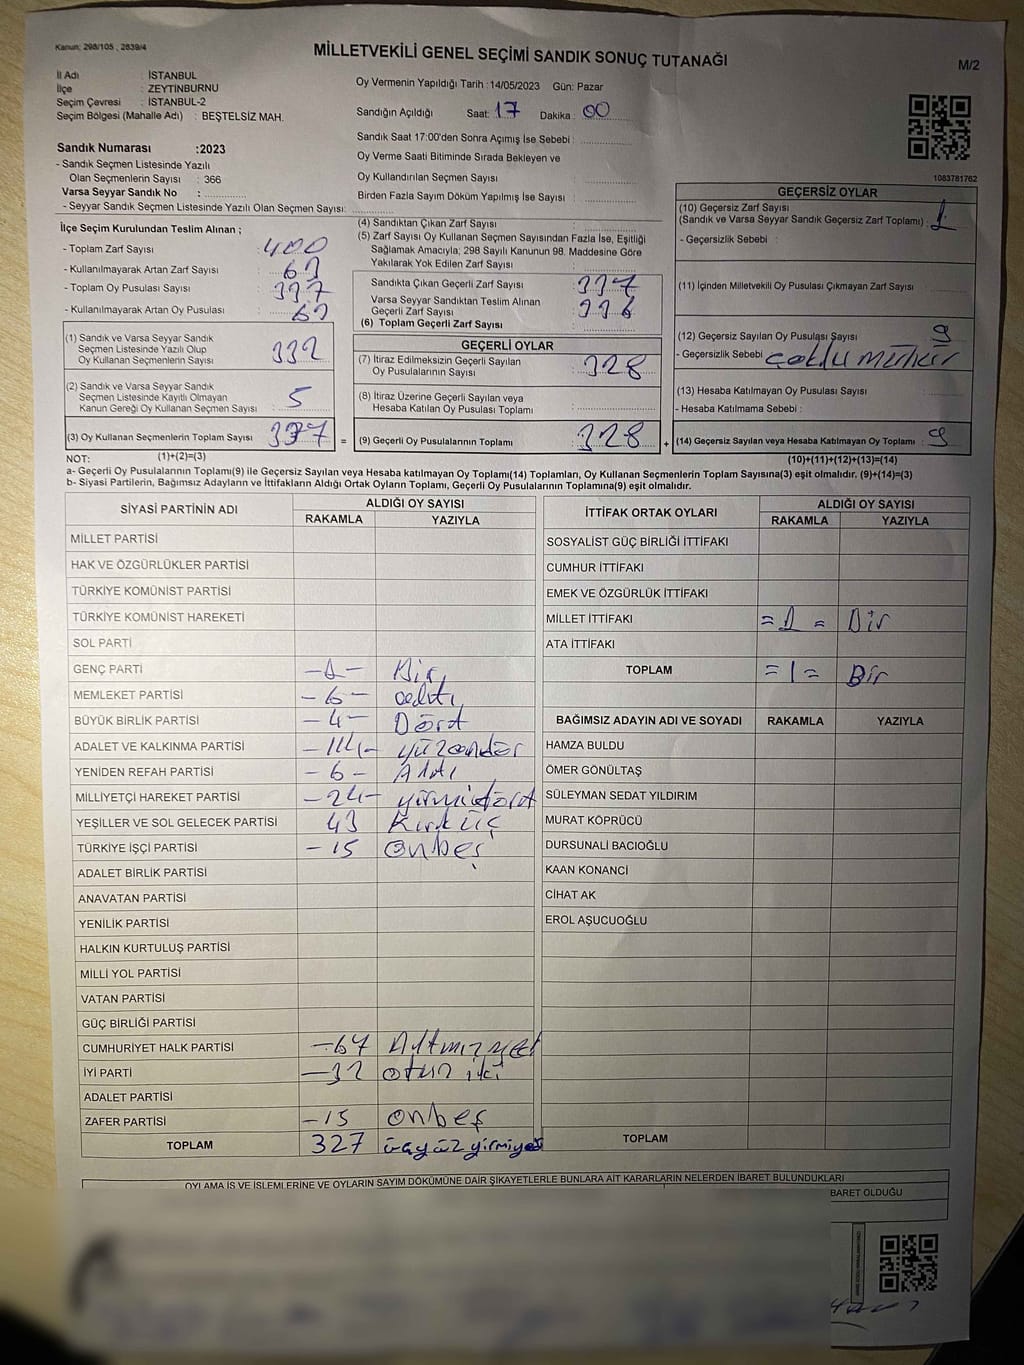 Kanun: 298/105 , 2839/4
MİLLETVEKİLİ GENEL SEÇİMİ SANDIK SONUÇ TUTANAĞI
M/2
İl Adı : İSTANBUL
İlçe : ZEYTİNBURNU
Seçim Çevresi : İSTANBUL-2
Seçim Bölgesi (Mahalle Adı) : BEŞTELSİZ MAH.
Sandık Numarası :2023
- Sandık Seçmen Listesinde Yazılı
Olan Seçmenlerin Sayısı : 366
Varsa Seyyar Sandık No :
- Seyyar Sandık Seçmen Listesinde Yazılı Olan Seçmen Sayısı:
İlçe Seçim Kurulundan Teslim Alınan ;
- Toplam Zarf Sayısı : 400
- Kullanılmayarak Artan Zarf Sayısı : 63
- Toplam Oy Pusulası Sayısı : 337
- Kullanılmayarak Artan Oy Pusulası : 63
(1) Sandık ve Varsa Seyyar Sandık
Seçmen Listesinde Yazılı Olup
Oy Kullanan Seçmenlerin Sayısı 332
(2) Sandık ve Varsa Seyyar Sandık
Seçmen Listesinde Kayıtlı Olmayan
Kanun Gereği Oy Kullanan Seçmen Sayısı 5
(3) Oy Kullanan Seçmenlerin Toplam Sayısı 337 =
Oy Vermenin Yapıldığı Tarih :14/05/2023 Gün: Pazar
Sandığın Açıldığı Saat: 17 Dakika : 00
Sandık Saat 17:00'den Sonra Açımış İse Sebebi :
Oy Verme Saati Bitiminde Sırada Bekleyen ve
Oy Kullandırılan Seçmen Sayısı
Birden Fazla Sayım Döküm Yapılmış İse Sayısı :
(4) Sandıktan Çıkan Zarf Sayısı :
(5) Zarf Sayısı Oy Kullanan Seçmen Sayısından Fazla İse, Eşitliği
Sağlamak Amacıyla; 298 Sayılı Kanunun 98. Maddesine Göre
Yakılarak Yok Edilen Zarf Sayısı :
Sandıkta Çıkan Geçerli Zarf Sayısı : 337
Varsa Seyyar Sandıktan Teslim Alınan
Geçerli Zarf Sayısı : 336
(6) Toplam Geçerli Zarf Sayısı :
GEÇERLİ OYLAR
(7) İtiraz Edilmeksizin Geçerli Sayılan
Oy Pusulalarının Sayısı : 328
(8) İtiraz Üzerine Geçerli Sayılan veya
Hesaba Katılan Oy Pusulası Toplamı :
(9) Geçerli Oy Pusulalarının Toplamı : 328 +
1083781762
GEÇERSİZ OYLAR
(10) Geçersiz Zarf Sayısı
(Sandık ve Varsa Seyyar Sandık Geçersiz Zarf Toplamı) : 1
- Geçersizlik Sebebi :
(11) İçinden Milletvekili Oy Pusulası Çıkmayan Zarf Sayısı :
(12) Geçersiz Sayılan Oy Pusulası Sayısı : 9
- Geçersizlik Sebebi çoklu mühür
(13) Hesaba Katılmayan Oy Pusulası Sayısı :
- Hesaba Katılmama Sebebi :
(14) Geçersiz Sayılan veya Hesaba Katılmayan Oy Toplamı : 9
NOT: (1)+(2)=(3)
(10)+(11)+(12)+(13)=(14)
a- Geçerli Oy Pusulalarının Toplamı(9) ile Geçersiz Sayılan veya Hesaba katılmayan Oy Toplamı(14) Toplamları, Oy Kullanan Seçmenlerin Toplam Sayısına(3) eşit olmalıdır. (9)+(14)=(3)
b- Siyasi Partilerin, Bağımsız Adayların ve İttifakların Aldığı Ortak Oyların Toplamı, Geçerli Oy Pusulalarının Toplamına(9) eşit olmalıdır.
SİYASİ PARTİNİN ADI ALDIĞI OY SAYISI
RAKAMLA YAZIYLA
MİLLET PARTİSİ
HAK VE ÖZGÜRLÜKLER PARTİSİ
TÜRKİYE KOMÜNİST PARTİSİ
TÜRKİYE KOMÜNİST HAREKETİ
SOL PARTİ
GENÇ PARTİ -1- Bir
MEMLEKET PARTİSİ -6- altı
BÜYÜK BİRLİK PARTİSİ -4- Dört
ADALET VE KALKINMA PARTİSİ -114- yüzondör
YENİDEN REFAH PARTİSİ -6- Altı
MİLLİYETÇİ HAREKET PARTİSİ -24- yirmidört
YEŞİLLER VE SOL GELECEK PARTİSİ 43 Kırküç
TÜRKİYE İŞÇİ PARTİSİ -15 onbeş
ADALET BİRLİK PARTİSİ
ANAVATAN PARTİSİ
YENİLİK PARTİSİ
HALKIN KURTULUŞ PARTİSİ
MİLLİ YOL PARTİSİ
VATAN PARTİSİ
GÜÇ BİRLİĞİ PARTİSİ
CUMHURİYET HALK PARTİSİ -67 Altmışyedi
İYİ PARTİ -32 otuz iki
ADALET PARTİSİ
ZAFER PARTİSİ -15 onbeş
TOPLAM 327 üçyüzyirmiyedi
İTTİFAK ORTAK OYLARI ALDIĞI OY SAYISI
RAKAMLA YAZIYLA
SOSYALİST GÜÇ BİRLİĞİ İTTİFAKI
CUMHUR İTTİFAKI
EMEK VE ÖZGÜRLÜK İTTİFAKI
MİLLET İTTİFAKI =1= Bir
ATA İTTİFAKI
TOPLAM =1= Bir
BAĞIMSIZ ADAYIN ADI VE SOYADI RAKAMLA YAZIYLA
HAMZA BULDU
ÖMER GÖNÜLTAŞ
SÜLEYMAN SEDAT YILDIRIM
MURAT KÖPRÜCÜ
DURSUNALİ BACIOĞLU
KAAN KONANCİ
CİHAT AK
EROL AŞUCUOĞLU
TOPLAM
OYLAMA İŞ VE İŞLEMLERİNE VE OYLARIN SAYIM DÖKÜMÜNE DAİR ŞİKAYETLERLE BUNLARA AİT KARARLARIN NELERDEN İBARET BULUNDUKLARI
BARET OLDUĞU